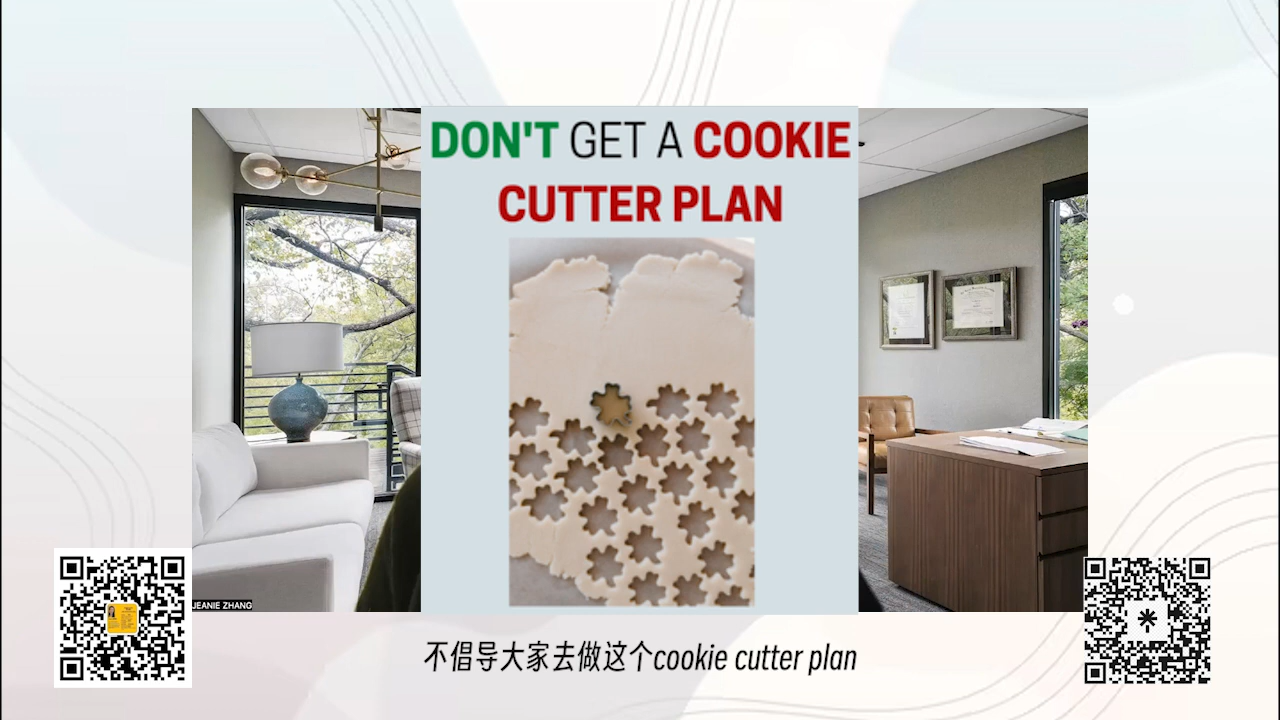 DON'T GET A COOKIE
CUTTER PLAN
JEANIE ZHANG
不倡导大家去做这个cookie cutter plan